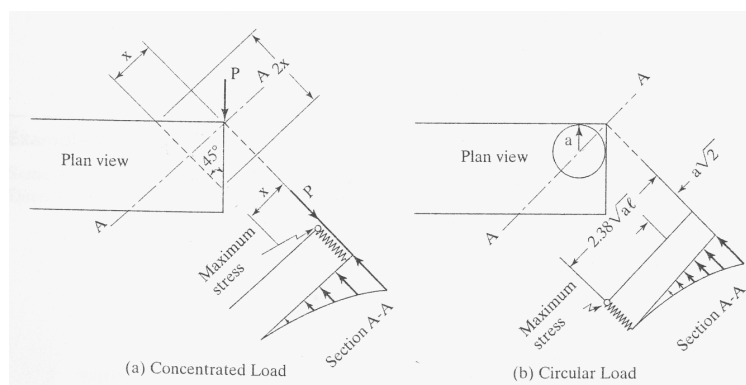 x
A
2x
P
Plan view
45°
A
x
P
Maximum
stress
Section A-A
(a) Concentrated Load
A
a
Plan view
A
a√2
2.38√aℓ
Maximum
stress
Section A-A
(b) Circular Load